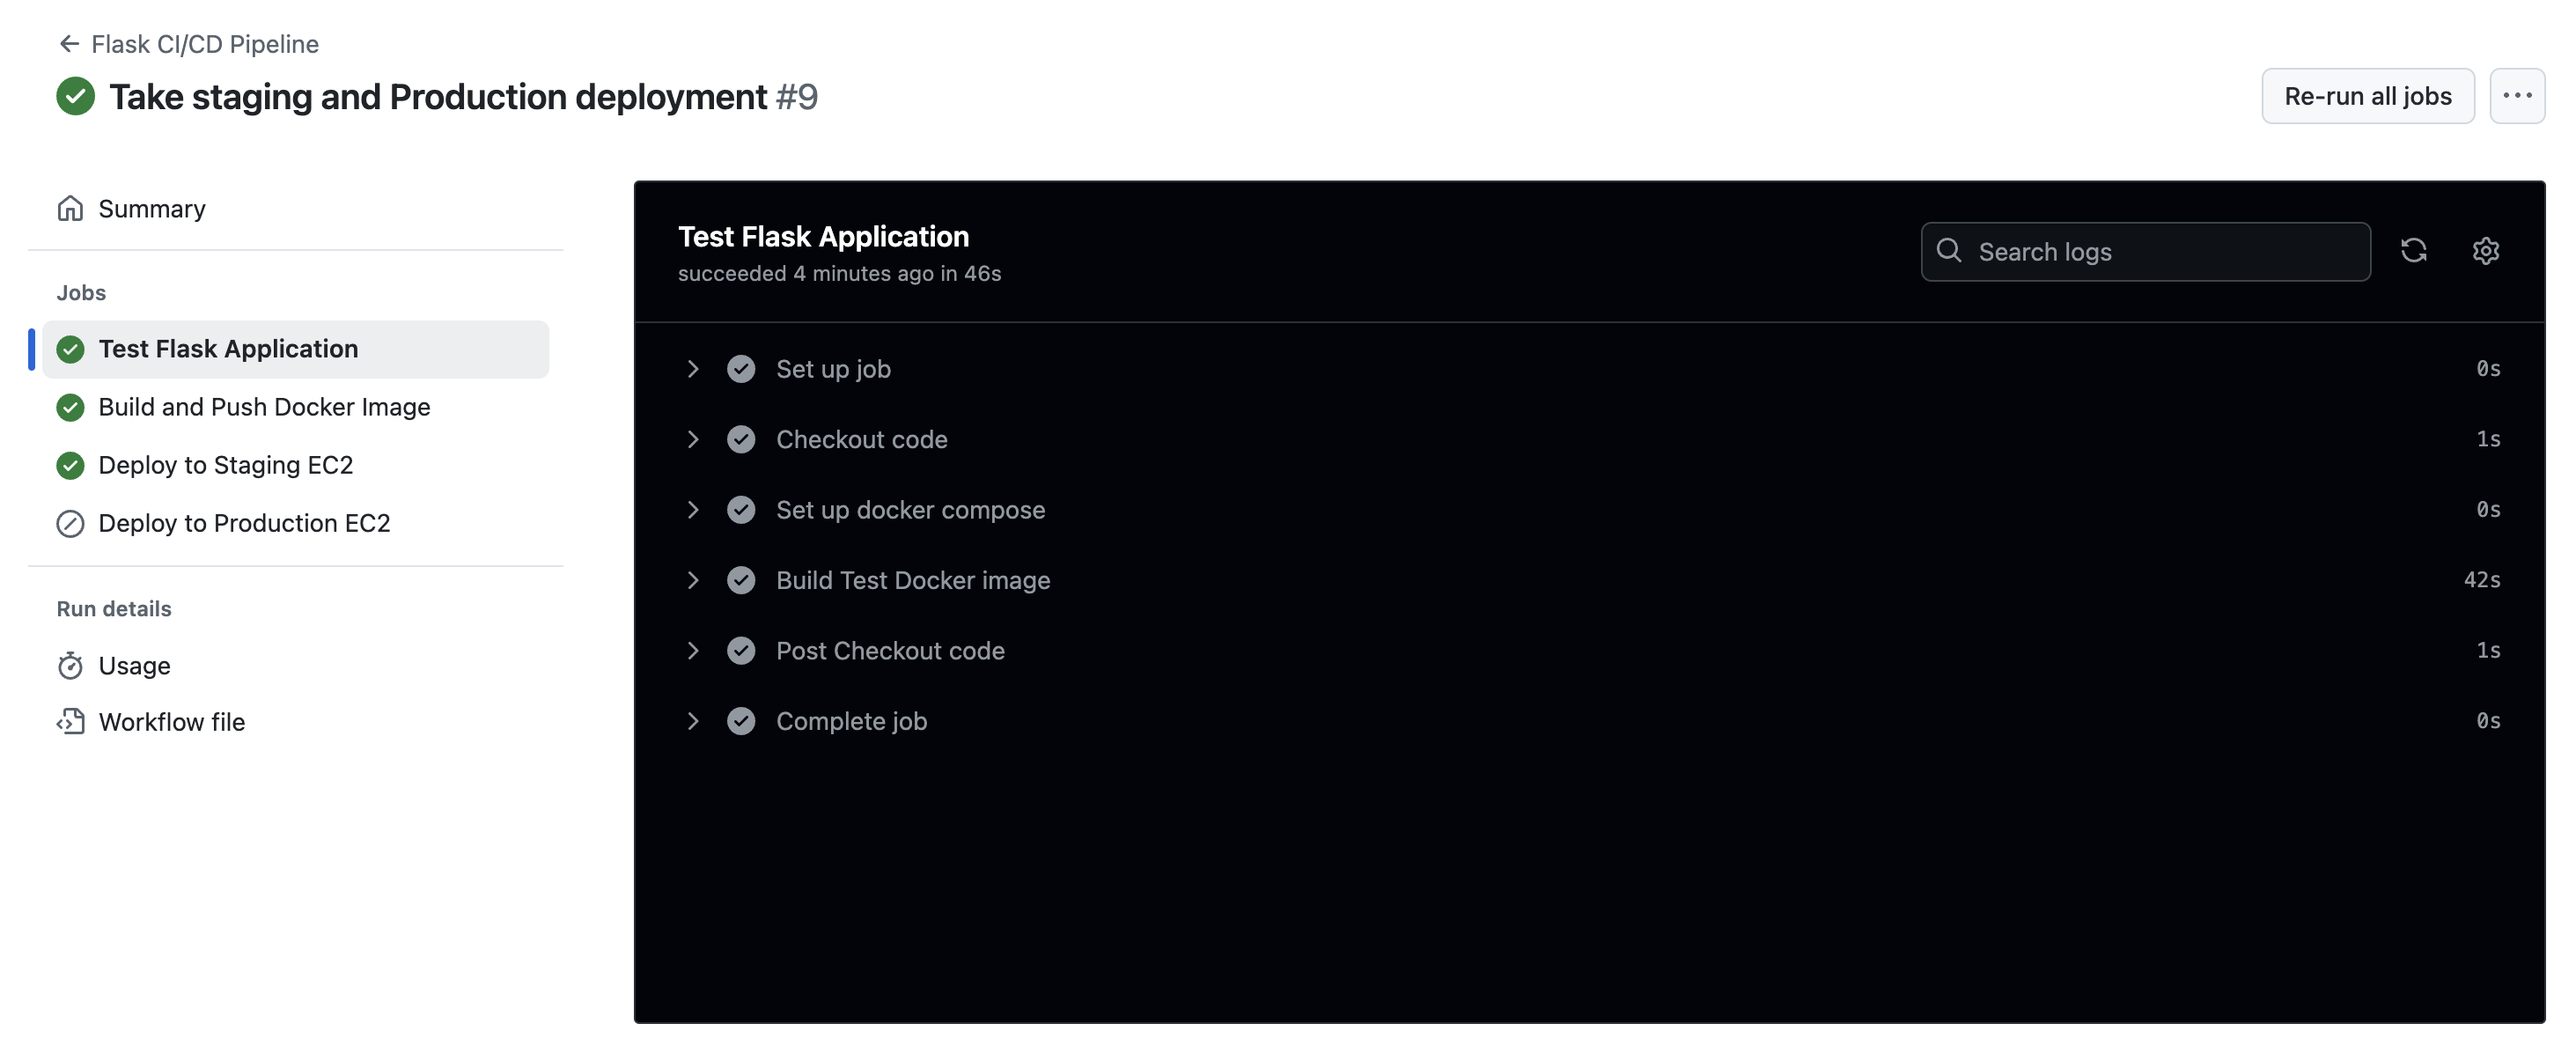 Flask CI/CD Pipeline
Take staging and Production deployment #9
Re-run all jobs
Summary
Jobs
Test Flask Application
Build and Push Docker Image
Deploy to Staging EC2
Deploy to Production EC2
Run details
Usage
Workflow file
Test Flask Application
succeeded 4 minutes ago in 46s
Search logs
Set up job 0s
Checkout code 1s
Set up docker compose 0s
Build Test Docker image 42s
Post Checkout code 1s
Complete job 0s